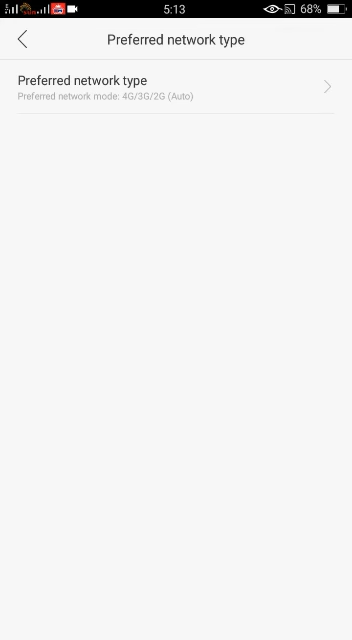 5:13
68%
Preferred network type
Preferred network type
Preferred network mode: 4G/3G/2G (Auto)